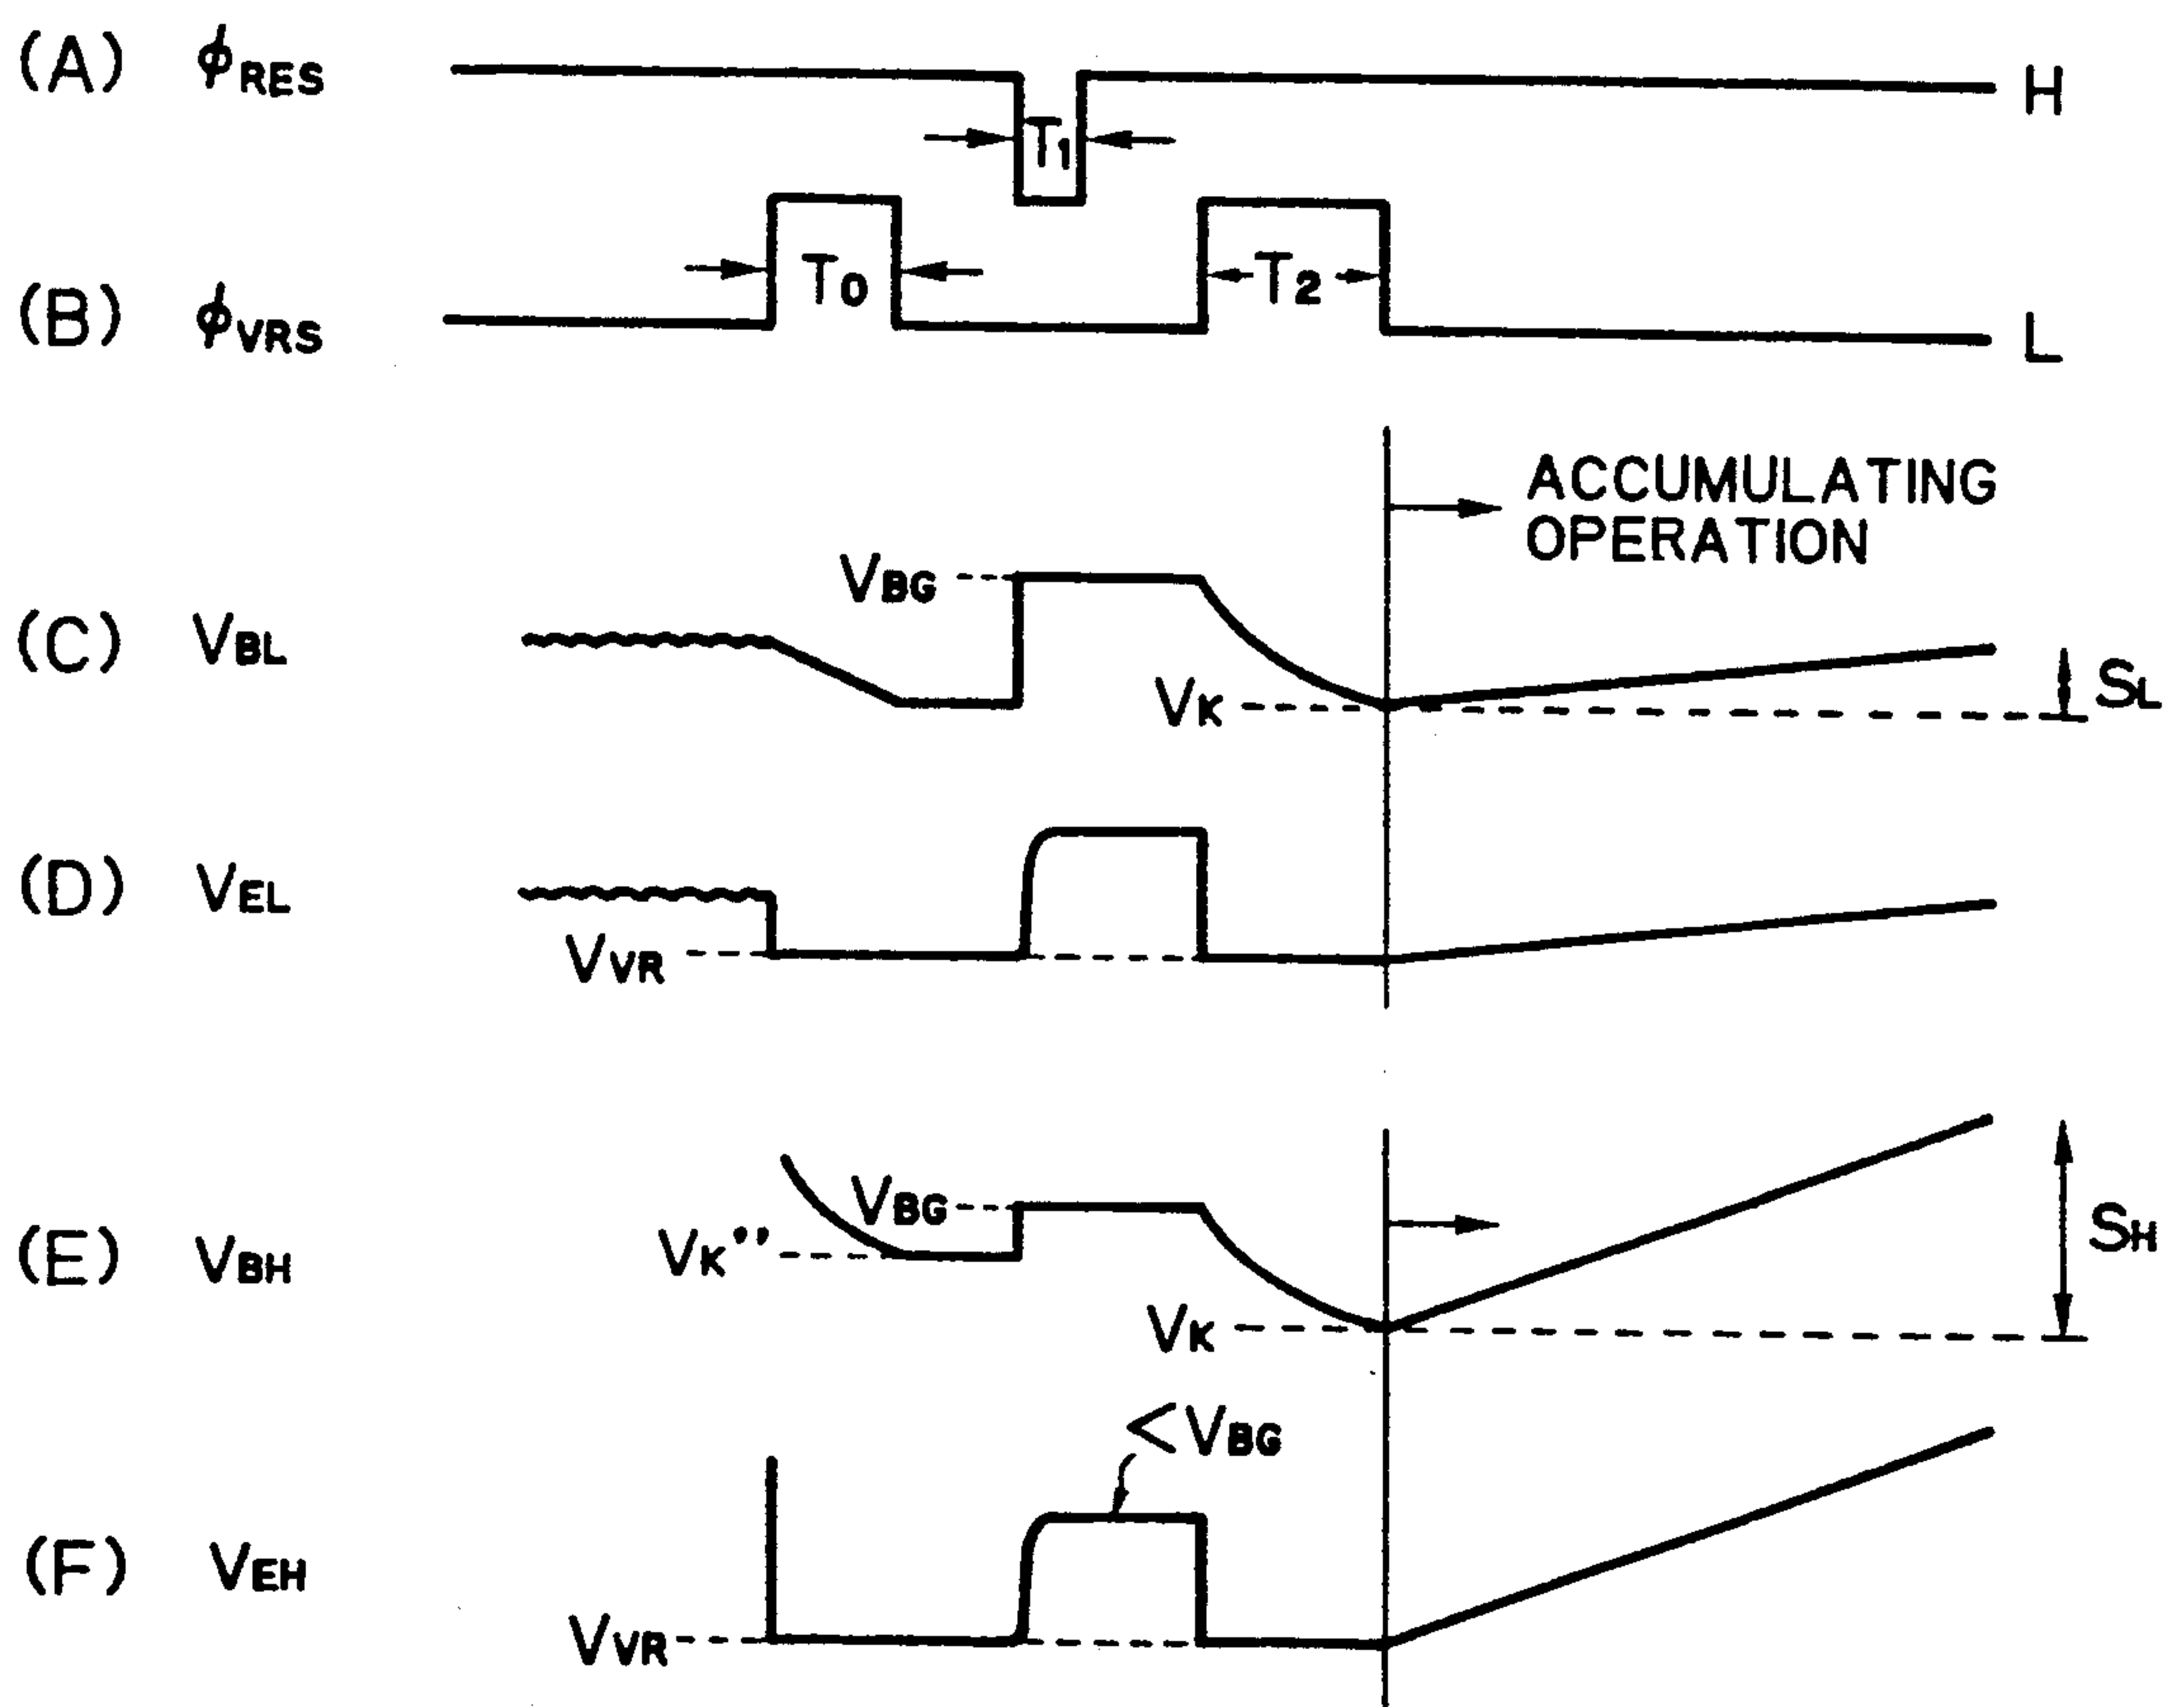 (A) ϕRES
H
T1
(B) ϕVRS
T0
T2
L
ACCUMULATING
OPERATION
(C) VBL
VBG
VK
SL
(D) VEL
VVR
(E) VBH
VBG
VK''
VK
SH
<VBG
(F) VEH
VVR